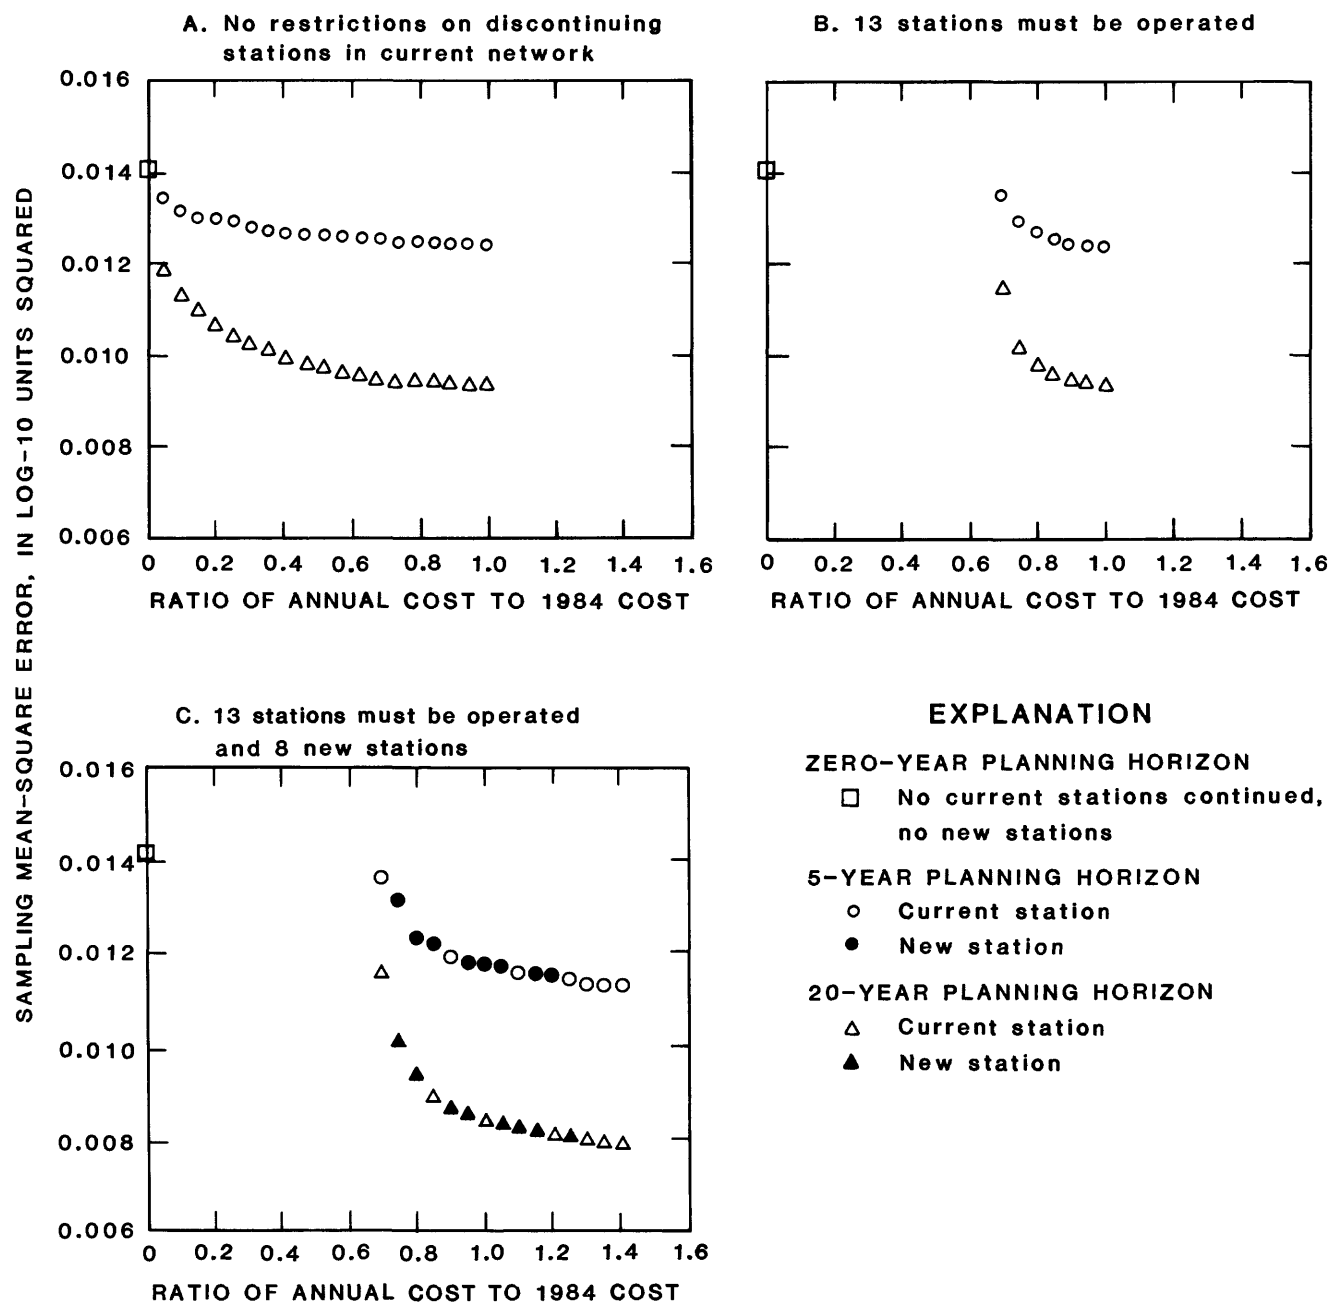 A. No restrictions on discontinuing
stations in current network
B. 13 stations must be operated
SAMPLING MEAN-SQUARE ERROR, IN LOG-10 UNITS SQUARED
0.016
0.014
0.012
0.010
0.008
0.006
0 0.2 0.4 0.6 0.8 1.0 1.2 1.4 1.6
RATIO OF ANNUAL COST TO 1984 COST
0 0.2 0.4 0.6 0.8 1.0 1.2 1.4 1.6
RATIO OF ANNUAL COST TO 1984 COST
C. 13 stations must be operated
and 8 new stations
0.016
0.014
0.012
0.010
0.008
0.006
0 0.2 0.4 0.6 0.8 1.0 1.2 1.4 1.6
RATIO OF ANNUAL COST TO 1984 COST
EXPLANATION
ZERO-YEAR PLANNING HORIZON
No current stations continued,
no new stations
5-YEAR PLANNING HORIZON
Current station
New station
20-YEAR PLANNING HORIZON
Current station
New station